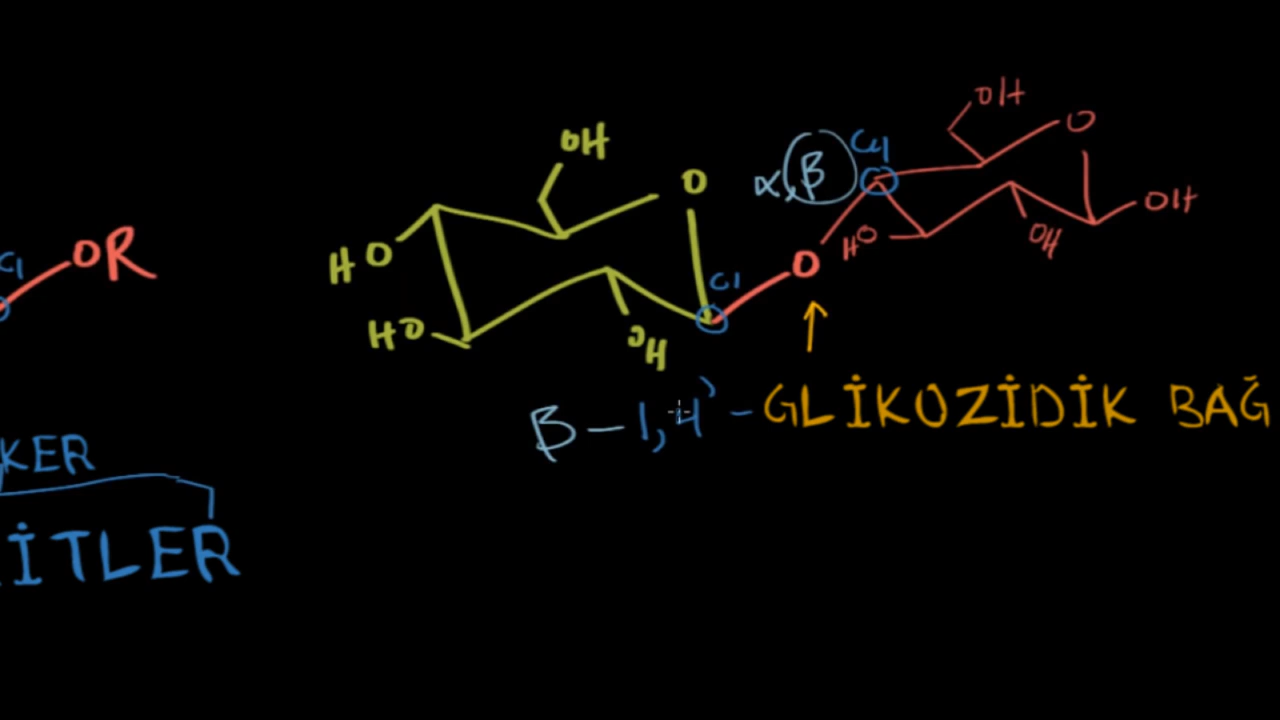 OH
O
C4
α, β
OH
O
HO
OH
OH
HO
O
C1
HO
OH
C1
OR
β - 1,4' - GLİKOZİDİK BAĞ
KER
İTLER